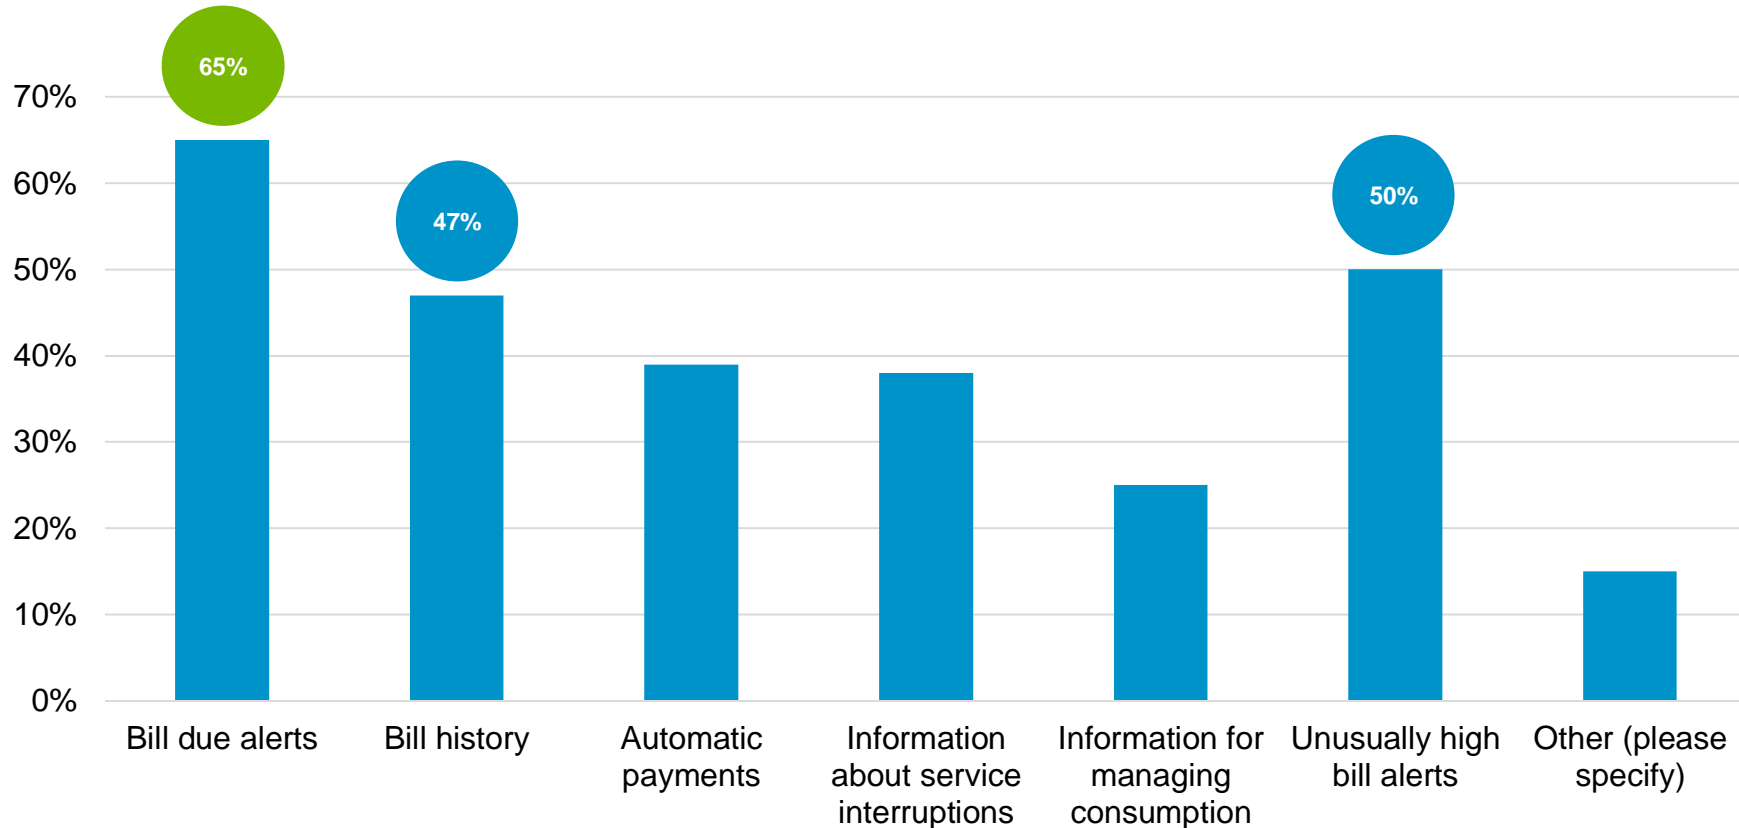 65%
70%
60%
50%
47%
50%
40%
30%
20%
10%
0%
Bill due alerts
Bill history
Automatic
payments
Information
about service
interruptions
Information for
managing
consumption
Unusually high
bill alerts
Other (please
specify)